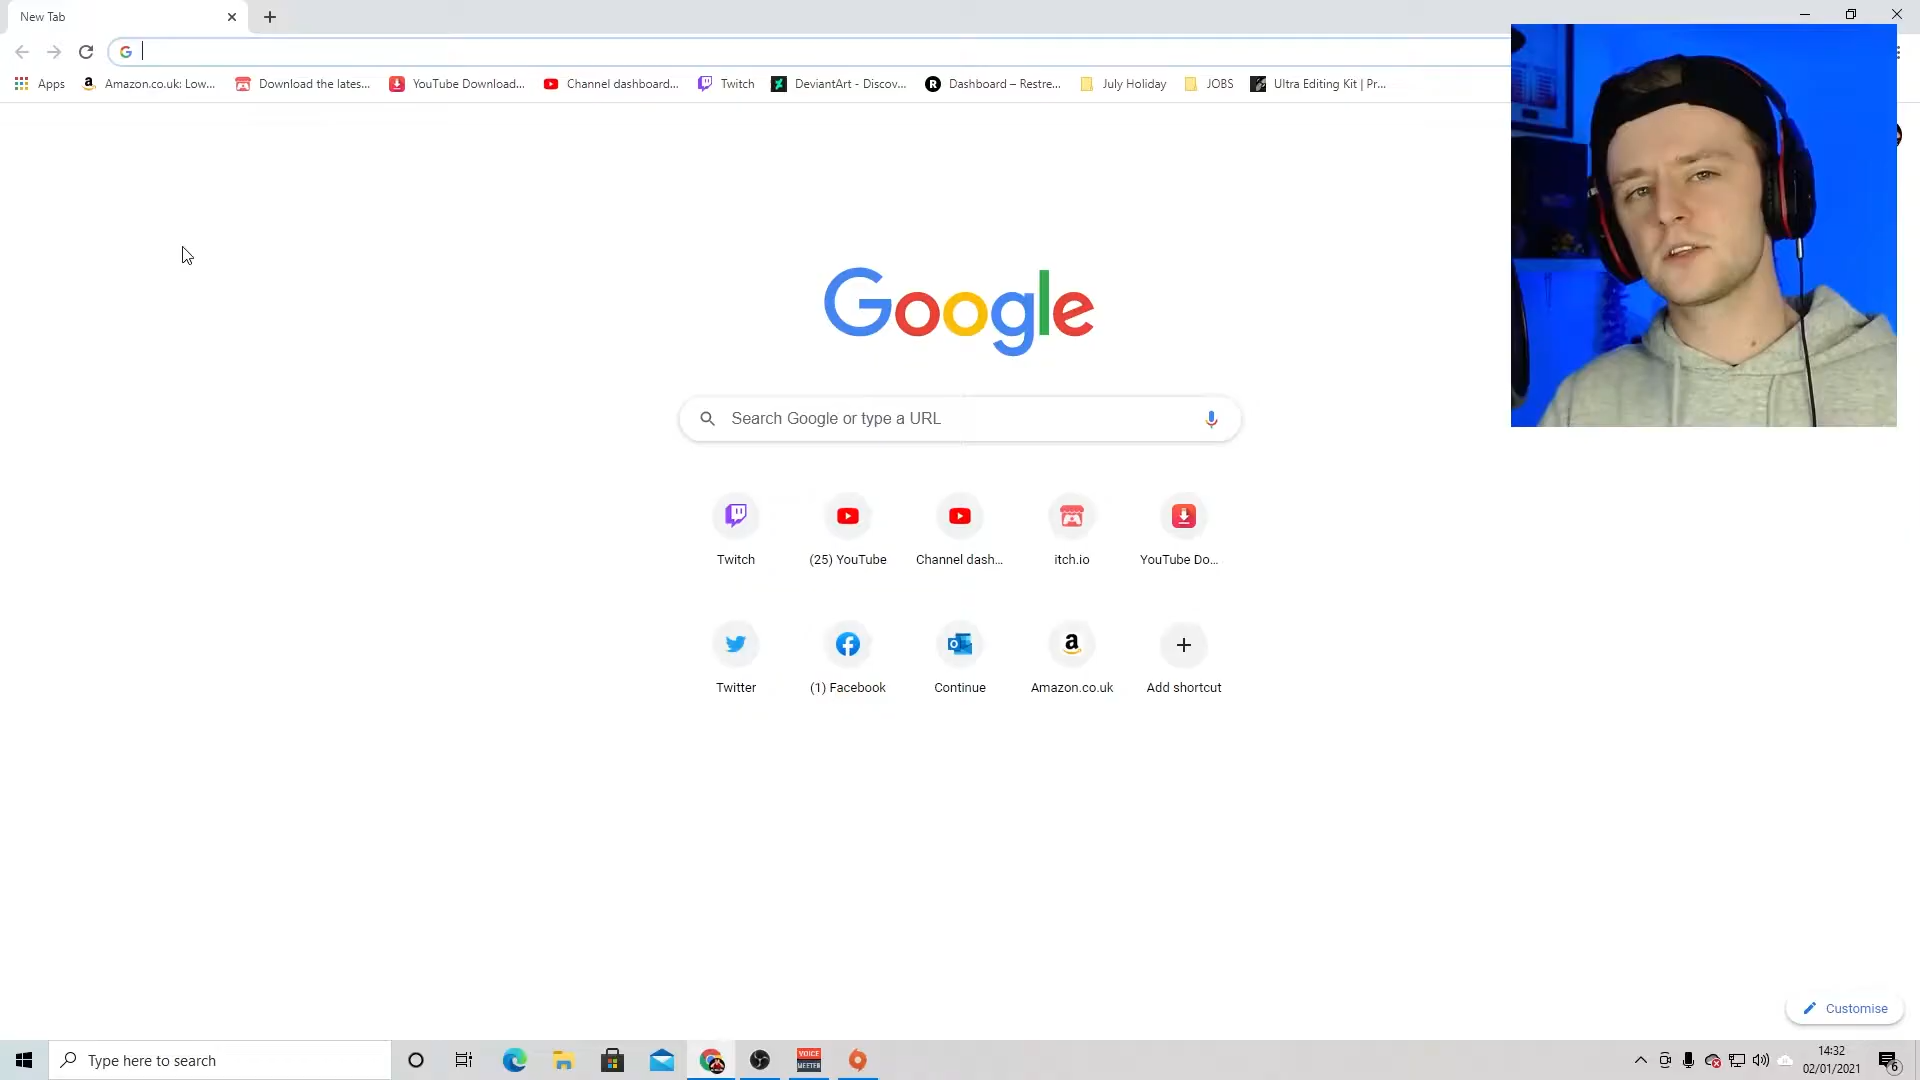 New Tab
Apps
Amazon.co.uk: Low...
Download the lates...
YouTube Download...
Channel dashboard...
Twitch
DeviantArt - Discov...
Dashboard – Restre...
July Holiday
JOBS
Ultra Editing Kit | Pr...
Google
Search Google or type a URL
Twitch
(25) YouTube
Channel dash...
itch.io
YouTube Do...
Twitter
(1) Facebook
Continue
Amazon.co.uk
Add shortcut
Customise
Type here to search
VOICE
MEETER
14:32
02/01/2021
6